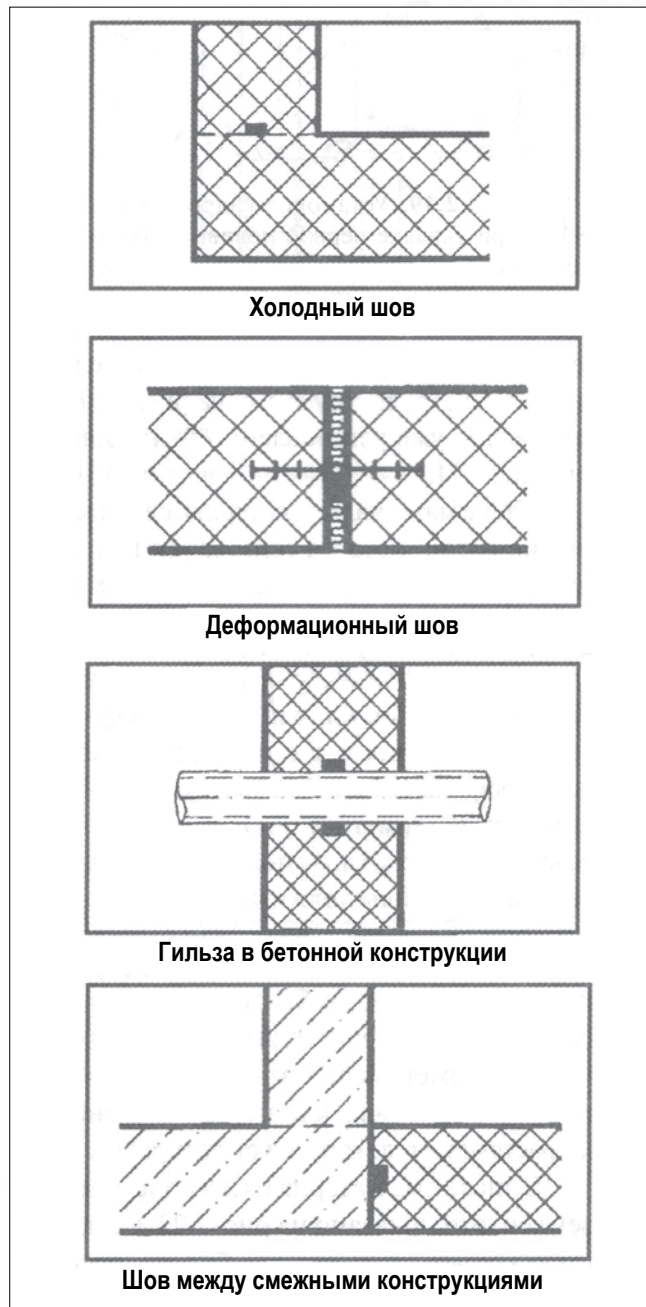 Холодный шов
Деформационный шов
Гильза в бетонной конструкции
Шов между смежными конструкциями